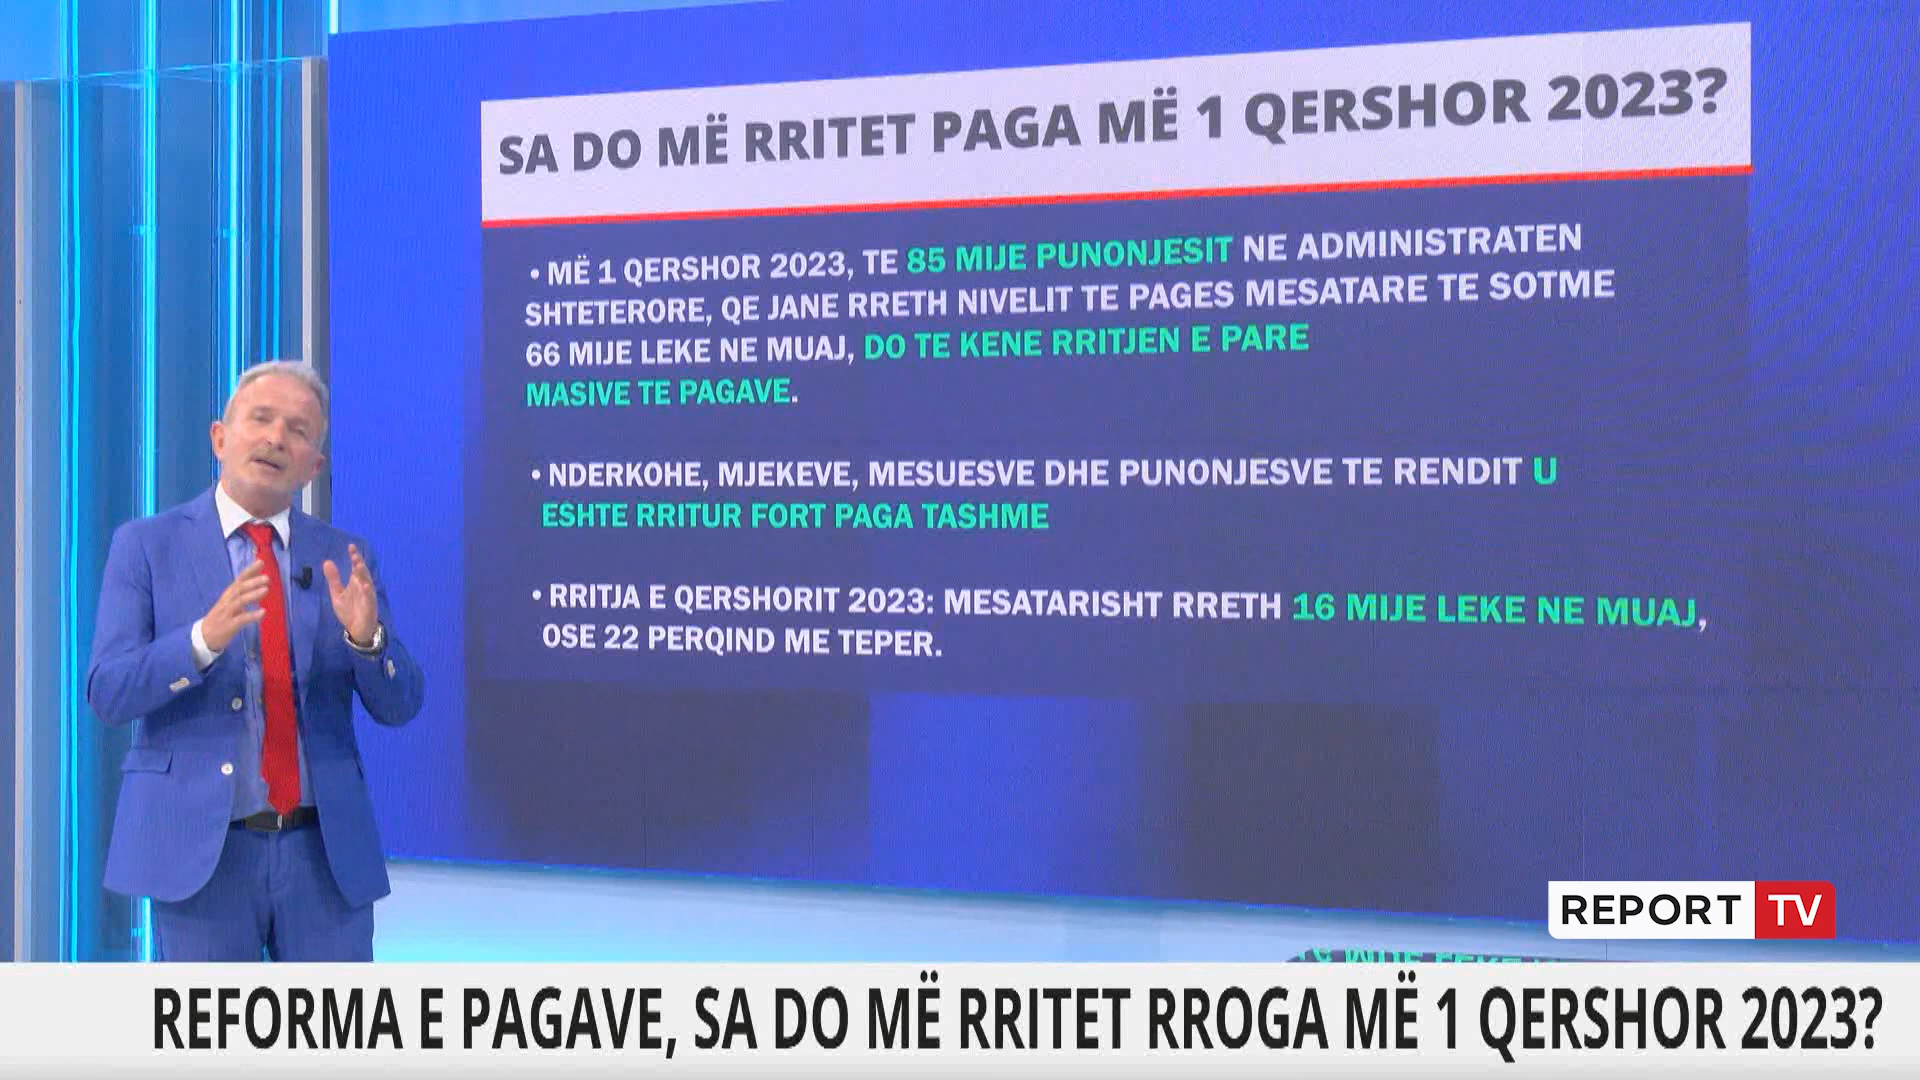 SA DO MË RRITET PAGA MË 1 QERSHOR 2023?
• MË 1 QERSHOR 2023, TE 85 MIJE PUNONJESIT NE ADMINISTRATEN
SHTETERORE, QE JANE RRETH NIVELIT TE PAGES MESATARE TE SOTME
66 MIJE LEKE NE MUAJ, DO TE KENE RRITJEN E PARE
MASIVE TE PAGAVE.
• NDERKOHE, MJEKEVE, MESUESVE DHE PUNONJESVE TE RENDIT U
ESHTE RRITUR FORT PAGA TASHME
• RRITJA E QERSHORIT 2023: MESATARISHT RRETH 16 MIJE LEKE NE MUAJ,
OSE 22 PERQIND ME TEPER.
REPORT TV
REFORMA E PAGAVE, SA DO MË RRITET RROGA MË 1 QERSHOR 2023?